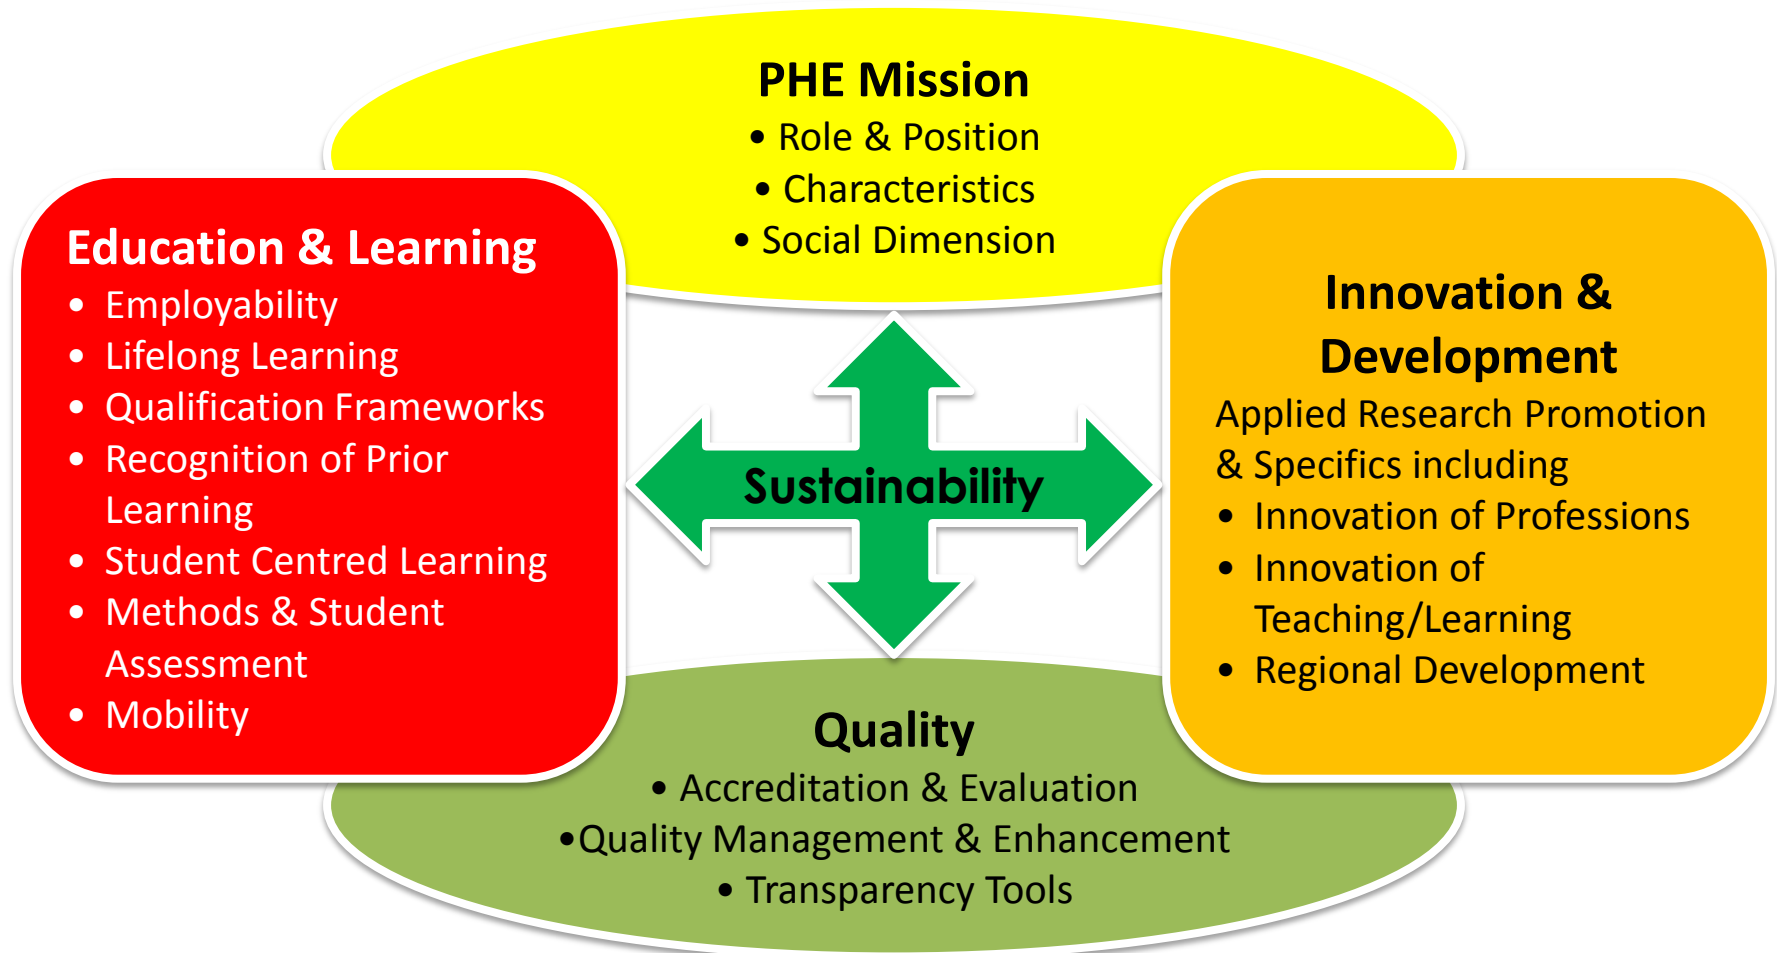 PHE Mission
• Role & Position
• Characteristics
• Social Dimension
Education & Learning
• Employability
• Lifelong Learning
• Qualification Frameworks
• Recognition of Prior
Learning
• Student Centred Learning
• Methods & Student
Assessment
• Mobility
Sustainability
Innovation &
Development
Applied Research Promotion
& Specifics including
• Innovation of Professions
• Innovation of
Teaching/Learning
• Regional Development
Quality
• Accreditation & Evaluation
•Quality Management & Enhancement
• Transparency Tools